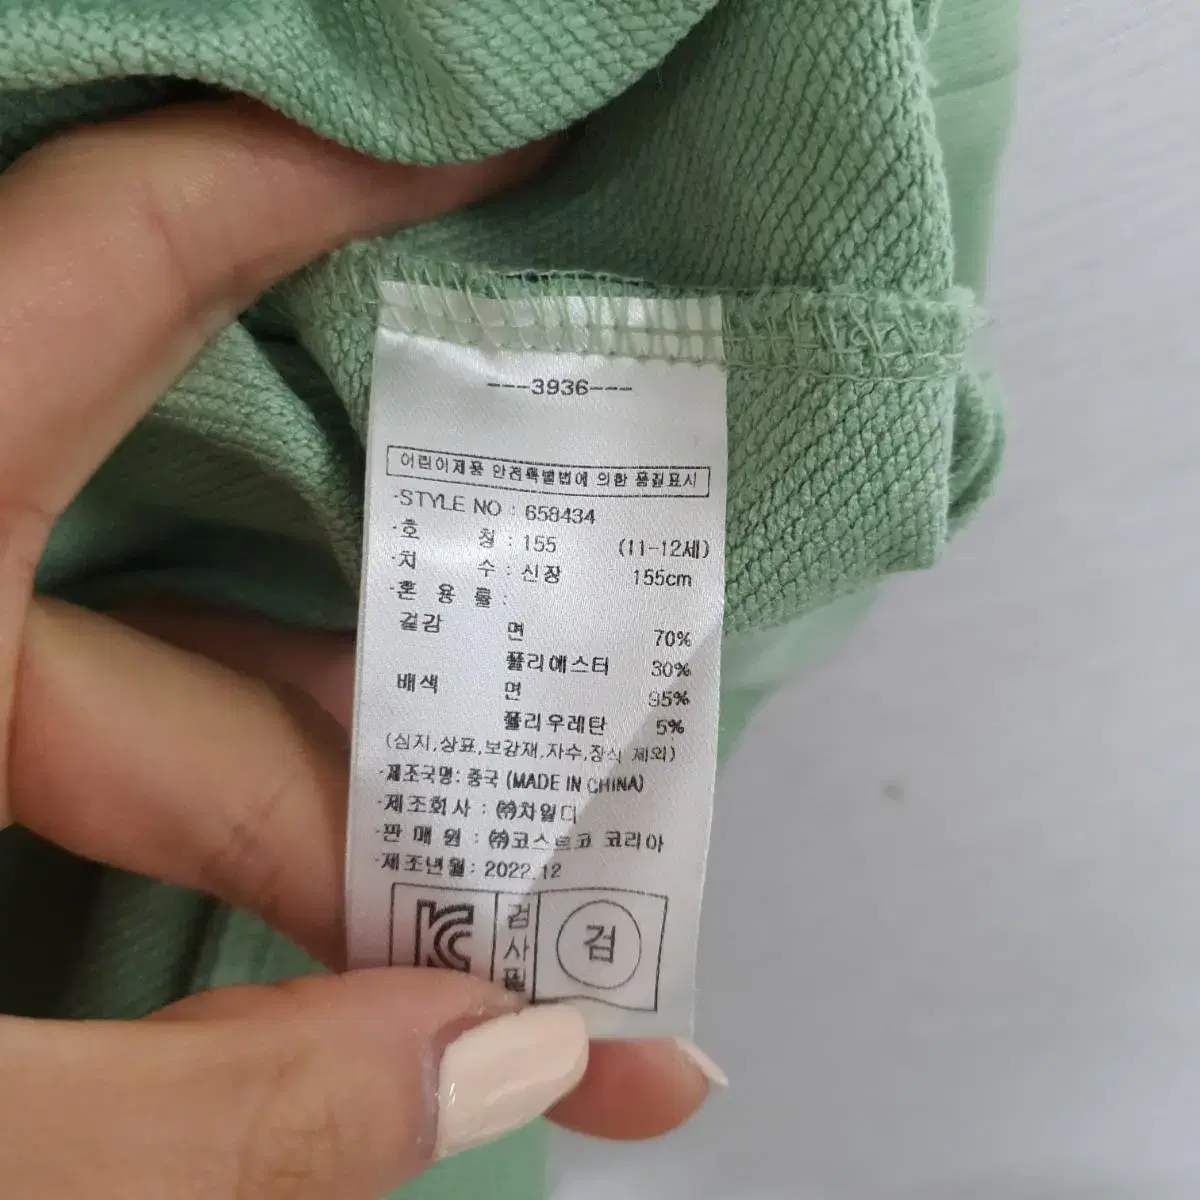 ---3936---
어린이제품 안전특별법에 의한 품질표시
·STYLE NO : 658434
·호 칭 : 155 (11-12세)
·치 수 : 신장 155cm
·혼 용 률 :
겉감 면 70%
폴리에스터 30%
배색 면 95%
폴리우레탄 5%
(심지,상표,보강재,자수,장식 제외)
·제조국명: 중국 (MADE IN CHINA)
·제조회사 : ㈜차일디
·판 매 원 : ㈜코스트코 코리아
·제조년월: 2022.12
KC 검사필 검